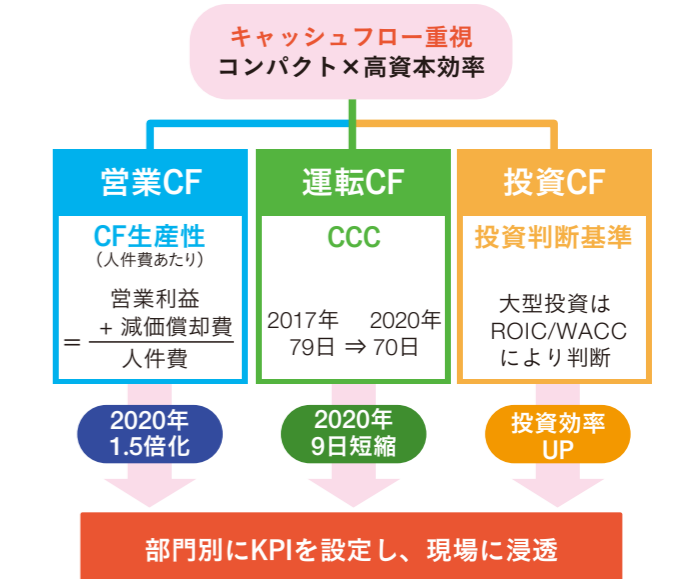 キャッシュフロー重視
コンパクト×高資本効率
営業CF
CF生産性
（人件費あたり）
営業利益
＋減価償却費
＝
人件費
2020年
1.5倍化
運転CF
CCC
2017年 2020年
79日 ⇒ 70日
2020年
9日短縮
投資CF
投資判断基準
大型投資は
ROIC/WACC
により判断
投資効率
UP
部門別にKPIを設定し、現場に浸透